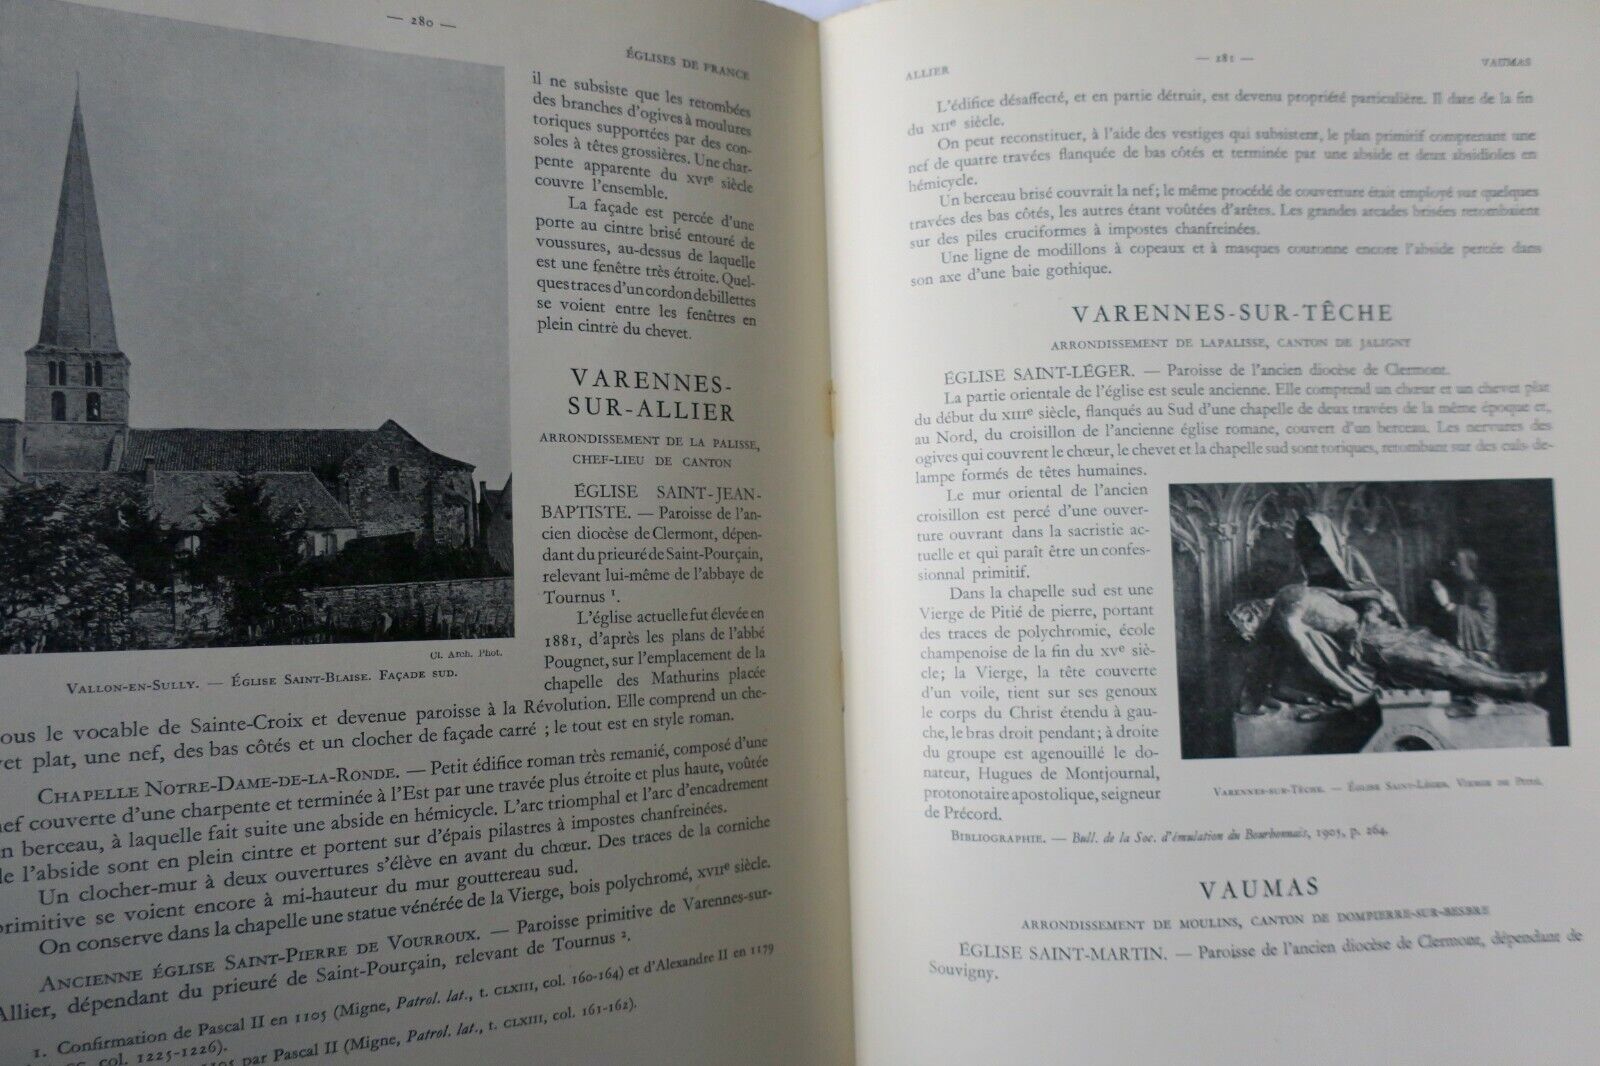 — 280 —
ÉGLISES DE FRANCE
il ne subsiste que les retombées
des branches d'ogives à moulures
toriques supportées par des con-
soles à têtes grossières. Une char-
pente apparente du XVIe siècle
couvre l'ensemble.
La façade est percée d'une
porte au cintre brisé entouré de
voussures, au-dessus de laquelle
est une fenêtre très étroite. Quel-
ques traces d'un cordon de billettes
se voient entre les fenêtres en
plein cintre du chevet.
VARENNES-
SUR-ALLIER
ARRONDISSEMENT DE LA PALISSE,
CHEF-LIEU DE CANTON
ÉGLISE SAINT-JEAN-
BAPTISTE. — Paroisse de l'an-
cien diocèse de Clermont, dépen-
dant du prieuré de Saint-Pourçain,
relevant lui-même de l'abbaye de
Tournus 1.
L'église actuelle fut élevée en
1881, d'après les plans de l'abbé
Pougnet, sur l'emplacement de la
chapelle des Mathurins placée
Cl. Arch. Phot.
VALLON-EN-SULLY. — ÉGLISE SAINT-BLAISE. FAÇADE SUD.
sous le vocable de Sainte-Croix et devenue paroisse à la Révolution. Elle comprend un che-
vet plat, une nef, des bas côtés et un clocher de façade carré ; le tout est en style roman.
CHAPELLE NOTRE-DAME-DE-LA-RONDE. — Petit édifice roman très remanié, composé d'une
nef couverte d'une charpente et terminée à l'Est par une travée plus étroite et plus haute, voûtée
en berceau, à laquelle fait suite une abside en hémicycle. L'arc triomphal et l'arc d'encadrement
de l'abside sont en plein cintre et portent sur d'épais pilastres à impostes chanfreinées.
Un clocher-mur à deux ouvertures s'élève en avant du chœur. Des traces de la corniche
primitive se voient encore à mi-hauteur du mur gouttereau sud.
On conserve dans la chapelle une statue vénérée de la Vierge, bois polychromé, XVIIe siècle.
ANCIENNE ÉGLISE SAINT-PIERRE DE VOURROUX. — Paroisse primitive de Varennes-sur-
Allier, dépendant du prieuré de Saint-Pourçain, relevant de Tournus 2.
1. Confirmation de Pascal II en 1105 (Migne, Patrol. lat., t. CLXIII, col. 160-164) et d'Alexandre II en 1179
col. 1225-1226).
1105 par Pascal II (Migne, Patrol. lat., t. CLXIII, col. 161-162).
ALLIER
— 281 —
VAUMAS
L'édifice désaffecté, et en partie détruit, est devenu propriété particulière. Il date de la fin
du XIIe siècle.
On peut reconstituer, à l'aide des vestiges qui subsistent, le plan primitif comprenant une
nef de quatre travées flanquée de bas côtés et terminée par une abside et deux absidioles en
hémicycle.
Un berceau brisé couvrait la nef ; le même procédé de couverture était employé sur quelques
travées des bas côtés, les autres étant voûtées d'arêtes. Les grandes arcades brisées retombaient
sur des piles cruciformes à impostes chanfreinées.
Une ligne de modillons à copeaux et à masques couronne encore l'abside percée dans
son axe d'une baie gothique.
VARENNES-SUR-TÊCHE
ARRONDISSEMENT DE LAPALISSE, CANTON DE JALIGNY
ÉGLISE SAINT-LÉGER. — Paroisse de l'ancien diocèse de Clermont.
La partie orientale de l'église est seule ancienne. Elle comprend un chœur et un chevet plat
du début du XIIIe siècle, flanqués au Sud d'une chapelle de deux travées de la même époque et,
au Nord, du croisillon de l'ancienne église romane, couvert d'un berceau. Les nervures des
ogives qui couvrent le chœur, le chevet et la chapelle sud sont toriques, retombant sur des culs-de-
lampe formés de têtes humaines.
Le mur oriental de l'ancien
croisillon est percé d'une ouver-
ture ouvrant dans la sacristie ac-
tuelle et qui paraît être un confes-
sionnal primitif.
Dans la chapelle sud est une
Vierge de Pitié de pierre, portant
des traces de polychromie, école
champenoise de la fin du XVe siè-
cle ; la Vierge, la tête couverte
d'un voile, tient sur ses genoux
le corps du Christ étendu à gau-
che, le bras droit pendant ; à droite
du groupe est agenouillé le do-
nateur, Hugues de Montjournal,
protonotaire apostolique, seigneur
de Précord.
VARENNES-SUR-TÊCHE. — ÉGLISE SAINT-LÉGER. VIERGE DE PITIÉ.
BIBLIOGRAPHIE. — Bull. de la Soc. d'émulation du Bourbonnais, 1905, p. 264.
VAUMAS
ARRONDISSEMENT DE MOULINS, CANTON DE DOMPIERRE-SUR-BESBRE
ÉGLISE SAINT-MARTIN. — Paroisse de l'ancien diocèse de Clermont, dépendant de
Souvigny.